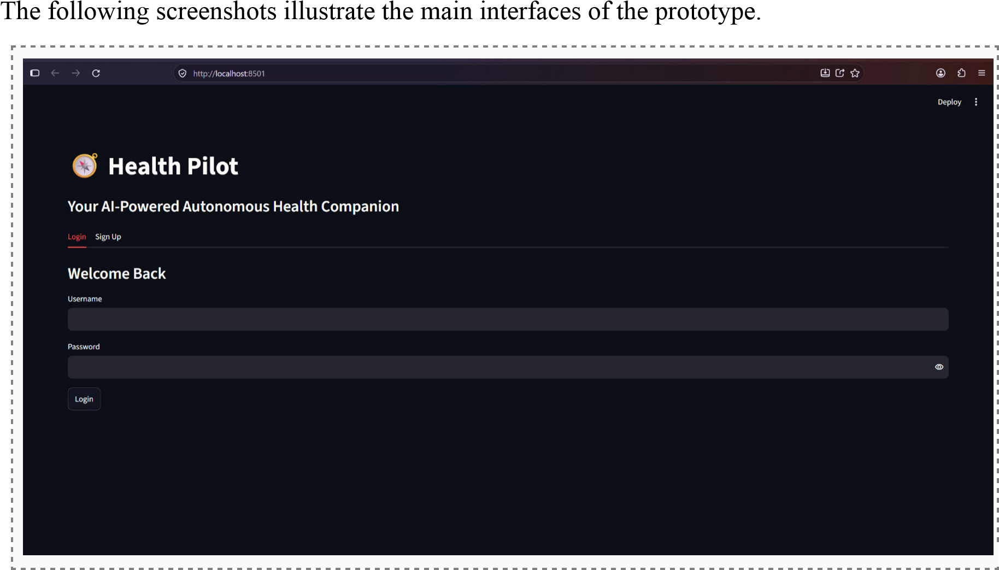 The following screenshots illustrate the main interfaces of the prototype.
http://localhost:8501
Deploy
Health Pilot
Your AI-Powered Autonomous Health Companion
Login Sign Up
Welcome Back
Username
Password
Login